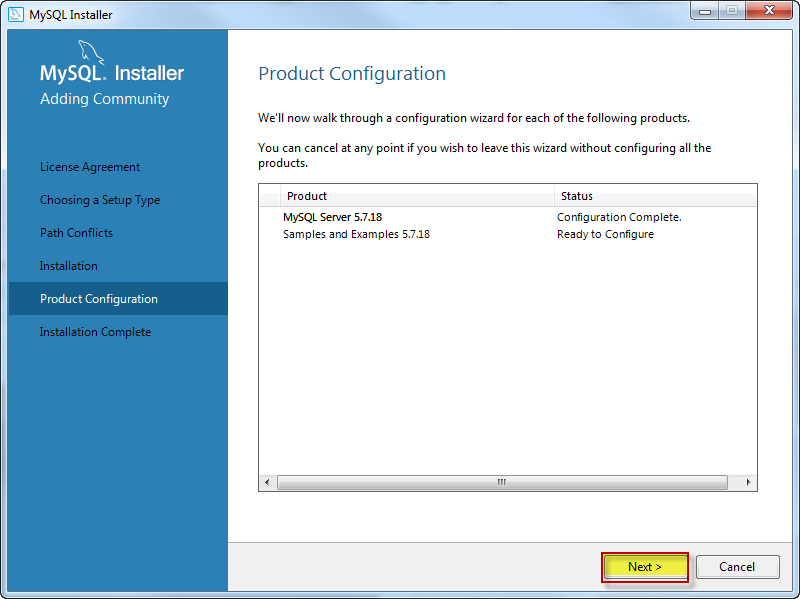 MySQL Installer
MySQL. Installer
Adding Community
License Agreement
Choosing a Setup Type
Path Conflicts
Installation
Product Configuration
Installation Complete
Product Configuration
We'll now walk through a configuration wizard for each of the following products.
You can cancel at any point if you wish to leave this wizard without configuring all the
products.
Product Status
MySQL Server 5.7.18 Configuration Complete.
Samples and Examples 5.7.18 Ready to Configure
Next > Cancel